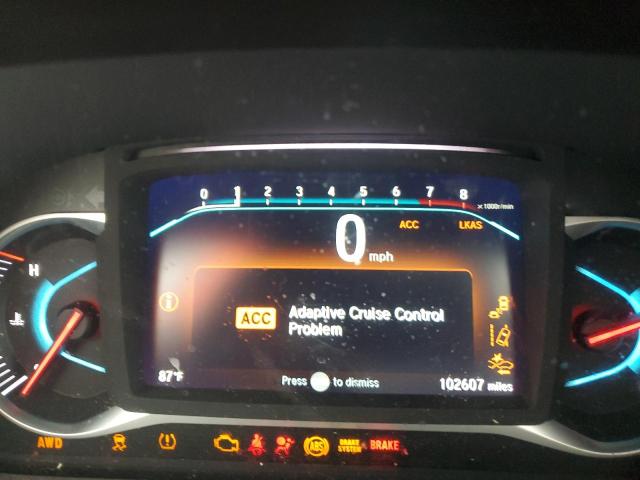 0 1 2 3 4 5 6 7 8 x1000r/min
ACC LKAS
0 mph
H
ACC Adaptive Cruise Control
Problem
87°F Press to dismiss 102607 miles
AWD ABS BRAKE
SYSTEM BRAKE